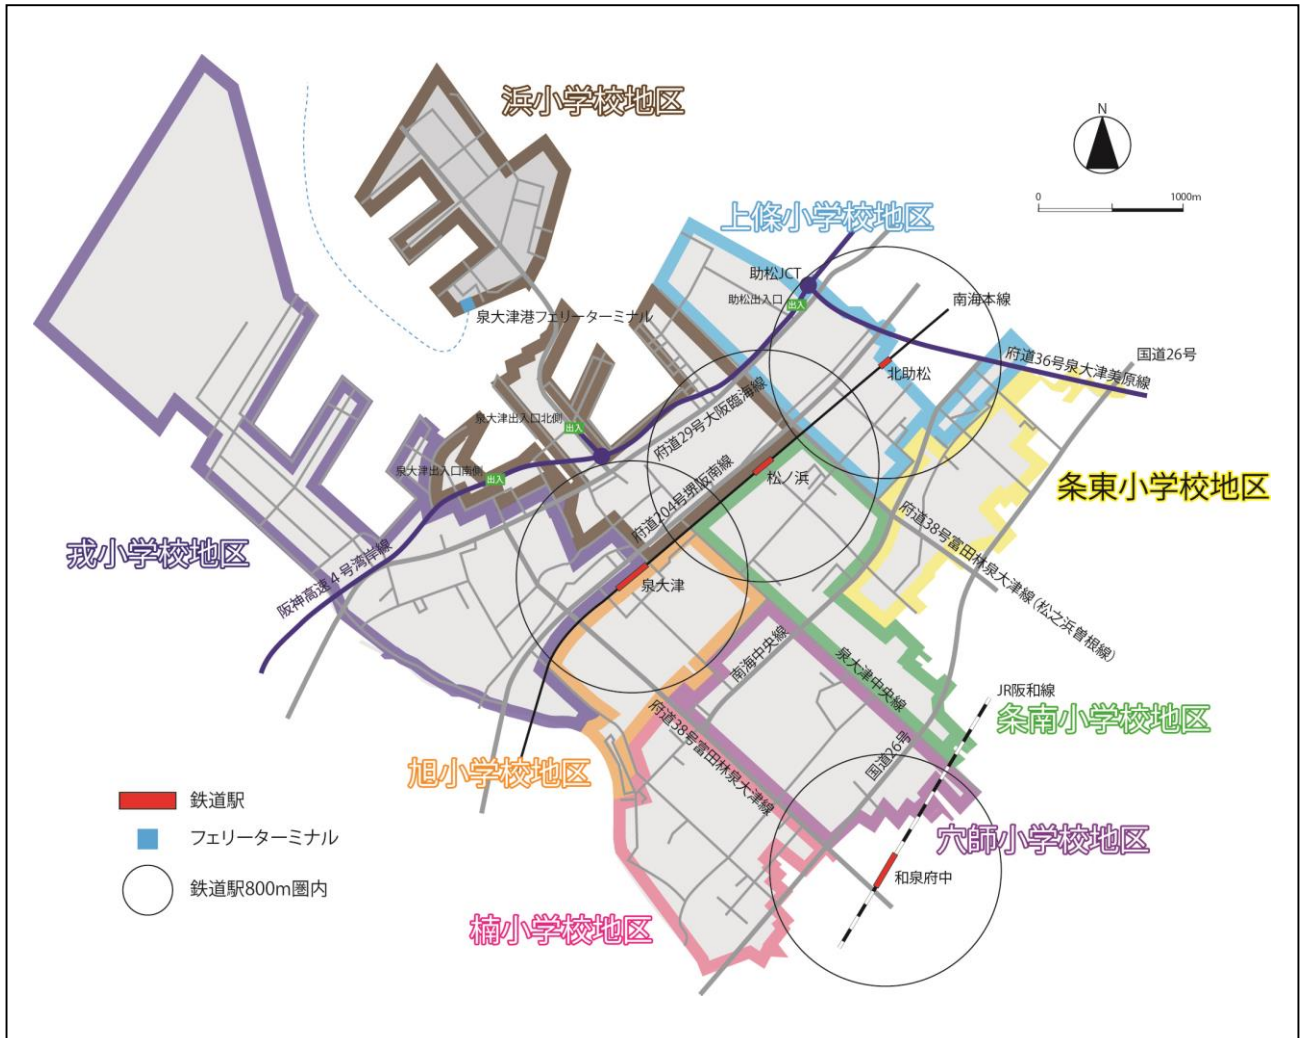 浜小学校地区
N
0 1000m
上條小学校地区
助松JCT
助松出入口
出入
南海本線
泉大津港フェリーターミナル
国道26号
府道36号泉大津美原線
北助松
府道29号大阪臨海線
泉大津出入口北側
出入
松ノ浜
泉大津出入口南側
出入
府道204号堺阪南線
条東小学校地区
府道38号富田林泉大津線(松之浜曽根線)
戎小学校地区
阪神高速4号湾岸線
泉大津
南海中央線
泉大津中央線
JR阪和線
条南小学校地区
府道38号富田林泉大津線
国道26号
旭小学校地区
穴師小学校地区
和泉府中
楠小学校地区
鉄道駅
フェリーターミナル
鉄道駅800m圏内